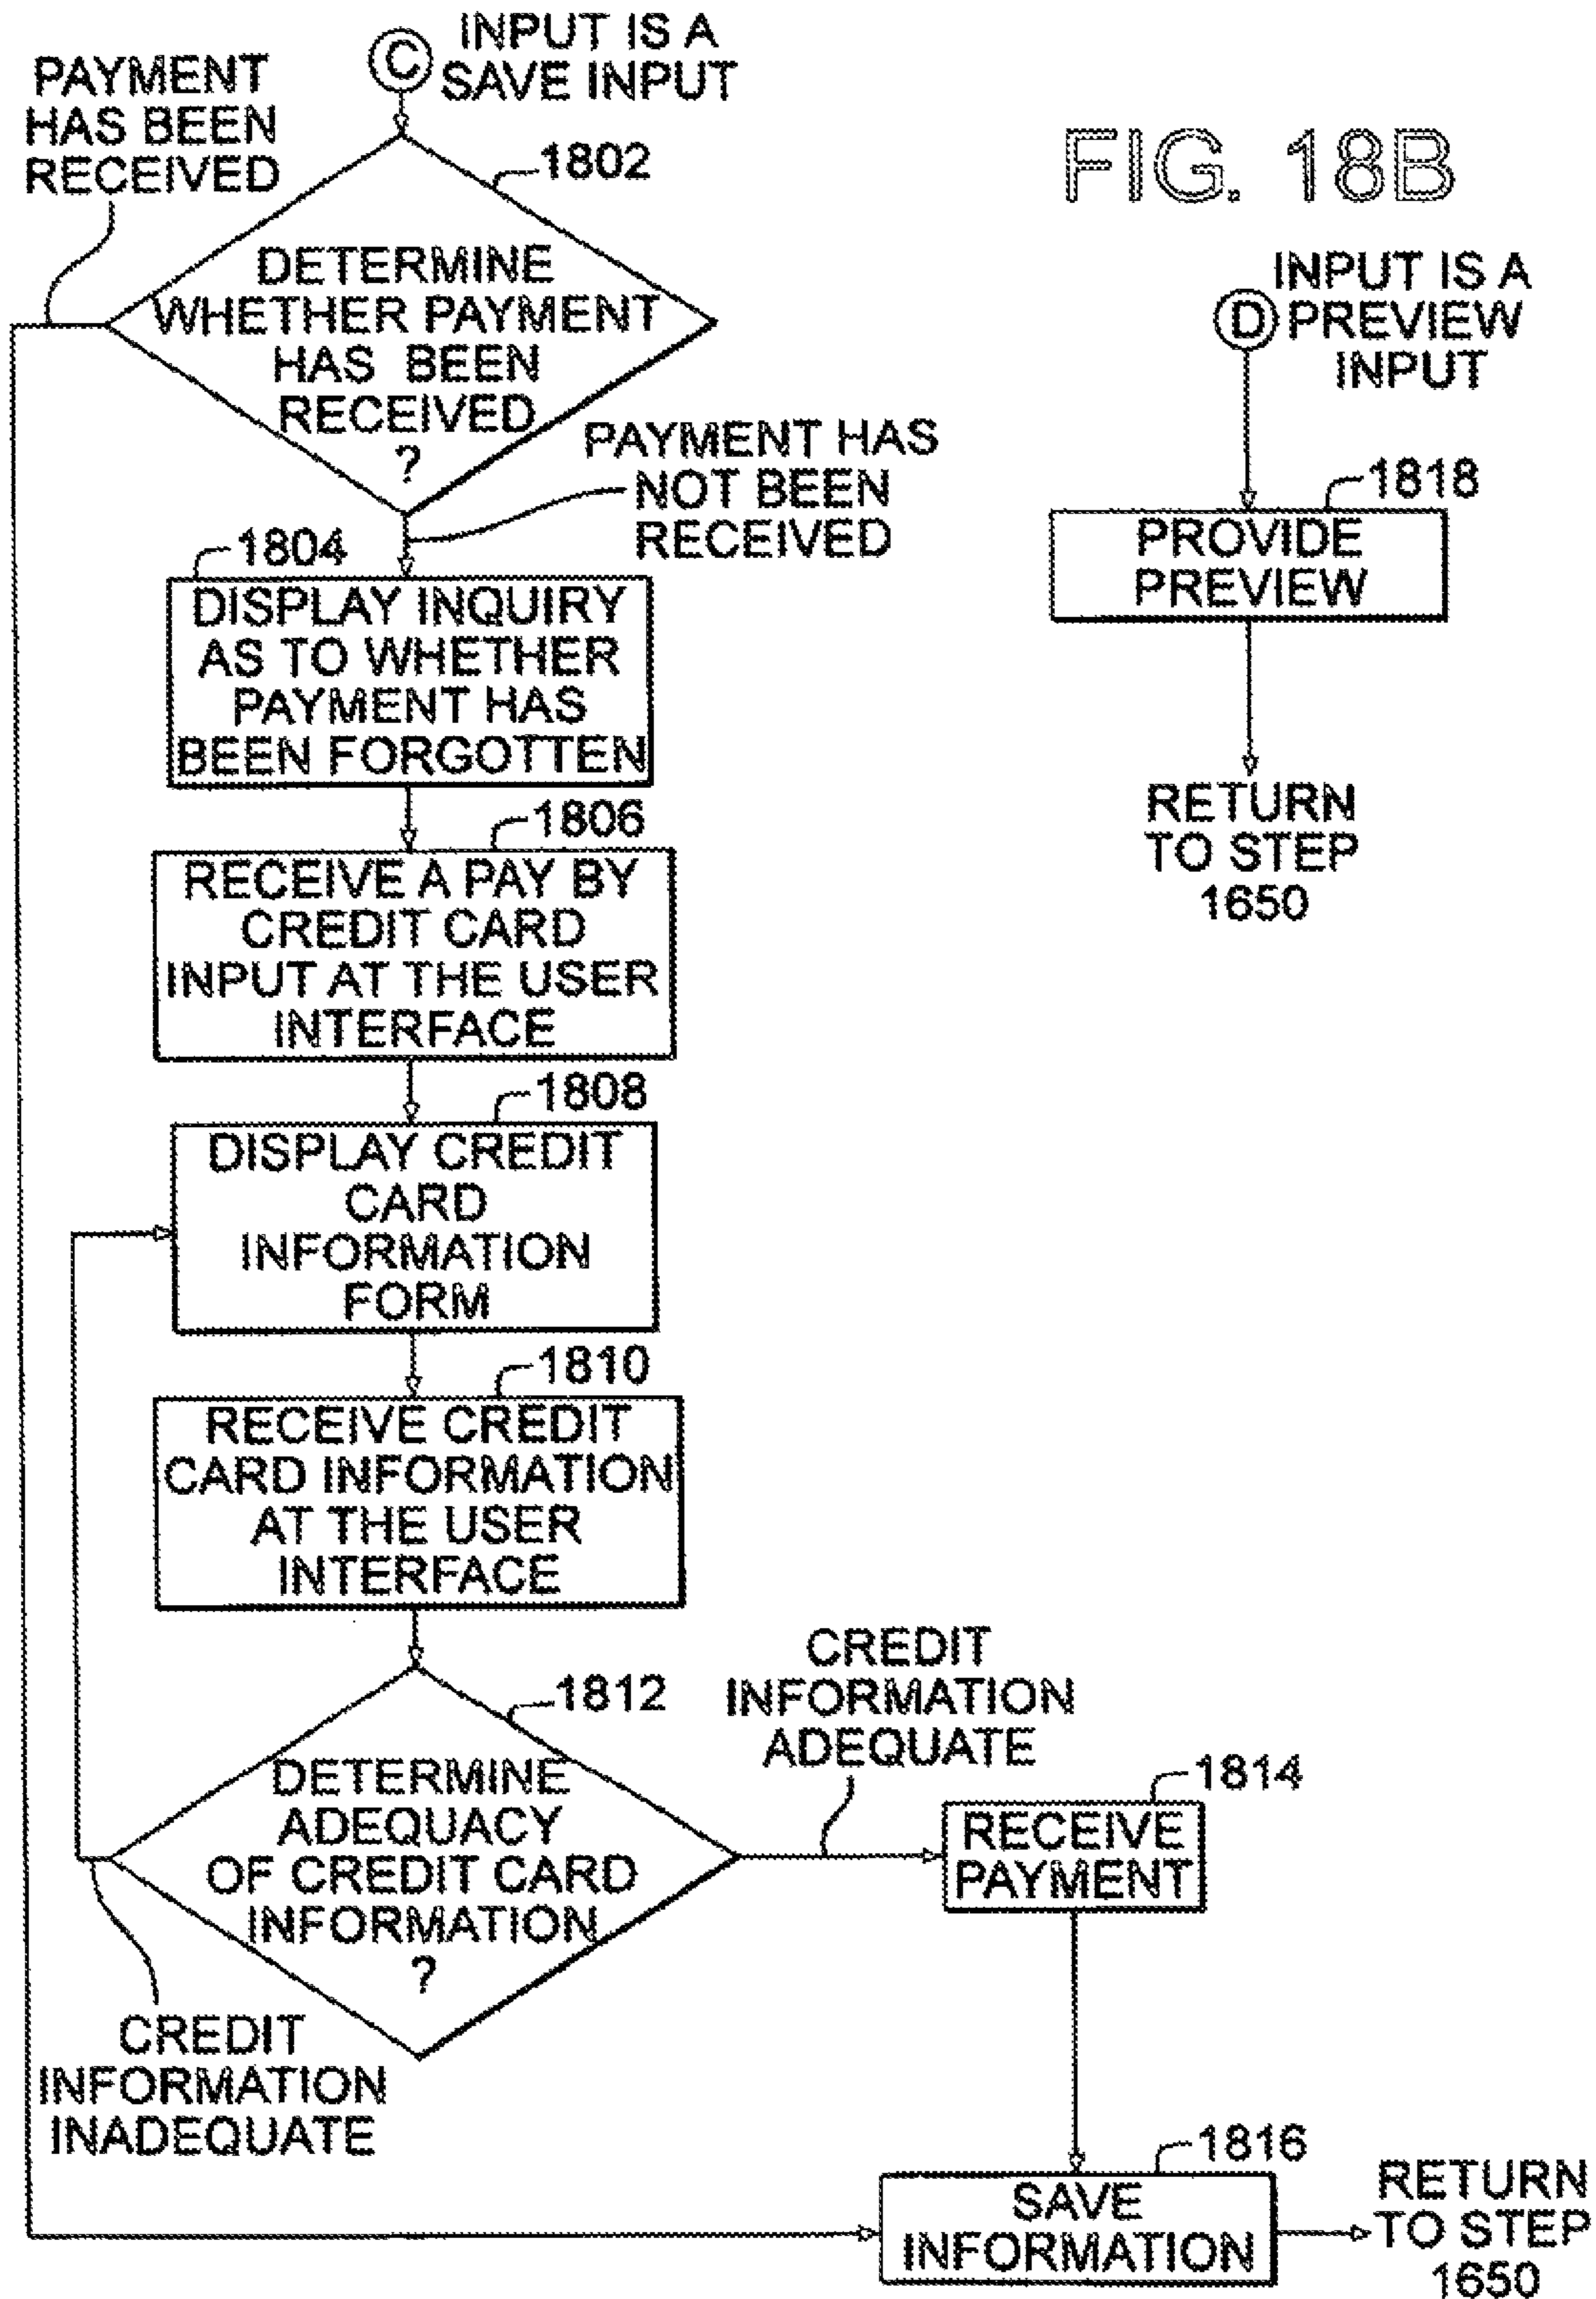 PAYMENT
HAS BEEN
RECEIVED
C
INPUT IS A
SAVE INPUT
1802
DETERMINE
WHETHER PAYMENT
HAS BEEN
RECEIVED
?
PAYMENT HAS
NOT BEEN
RECEIVED
1804
DISPLAY INQUIRY
AS TO WHETHER
PAYMENT HAS
BEEN FORGOTTEN
1806
RECEIVE A PAY BY
CREDIT CARD
INPUT AT THE USER
INTERFACE
1808
DISPLAY CREDIT
CARD
INFORMATION
FORM
1810
RECEIVE CREDIT
CARD INFORMATION
AT THE USER
INTERFACE
1812
DETERMINE
ADEQUACY
OF CREDIT CARD
INFORMATION
?
CREDIT
INFORMATION
INADEQUATE
CREDIT
INFORMATION
ADEQUATE
1814
RECEIVE
PAYMENT
1816
SAVE
INFORMATION
RETURN
TO STEP
1650
FIG. 18B
INPUT IS A
D PREVIEW
INPUT
1818
PROVIDE
PREVIEW
RETURN
TO STEP
1650